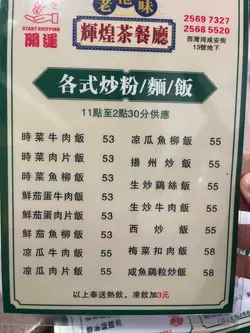 老地味
START SHIPPING
開運
輝煌茶餐廳
2569 7327
2568 5520
西灣河成安街
13號地下
各式炒粉/麵/飯
11點至2點30分供應
時菜牛肉飯 53
時菜肉片飯 53
時菜魚柳飯 53
鮮茄蛋牛肉飯 53
鮮茄蛋肉片飯 53
鮮茄魚柳飯 53
涼瓜牛肉飯 55
涼瓜肉片飯 55
涼瓜魚柳飯 55
揚州炒飯 55
生炒鷄絲飯 55
生炒牛肉飯 55
西炒飯 55
梅菜扣肉飯 58
咸魚鷄粒炒飯 58
以上奉送熱飲，凍飲加3元